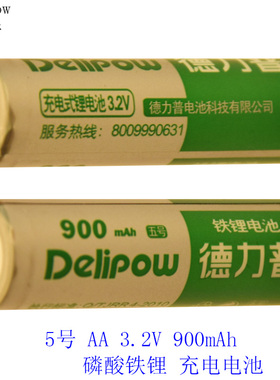 ow
Delipow 德力普
充电式锂电池 3.2V
德力普电池科技有限公司
服务热线: 8009990631
900 mAh 五号
铁锂电池
Delipow 德力普
5号 AA 3.2V 900mAh
磷酸铁锂 充电电池